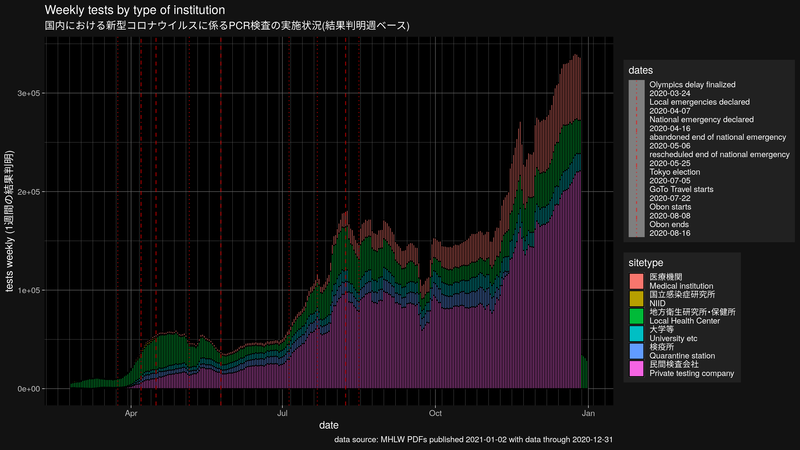 Weekly tests by type of institution
国内における新型コロナウイルスに係るPCR検査の実施状況(結果判明週ベース)
3e+05
2e+05
1e+05
0e+00
tests weekly (1週間の結果判明)
Apr
Jul
Oct
Jan
date
data source: MHLW PDFs published 2021-01-02 with data through 2020-12-31
dates
Olympics delay finalized
2020-03-24
Local emergencies declared
2020-04-07
National emergency declared
2020-04-16
abandoned end of national emergency
2020-05-06
rescheduled end of national emergency
2020-05-25
Tokyo election
2020-07-05
GoTo Travel starts
2020-07-22
Obon starts
2020-08-08
Obon ends
2020-08-16
sitetype
医療機関
Medical institution
国立感染症研究所
NIID
地方衛生研究所・保健所
Local Health Center
大学等
University etc
検疫所
Quarantine station
民間検査会社
Private testing company